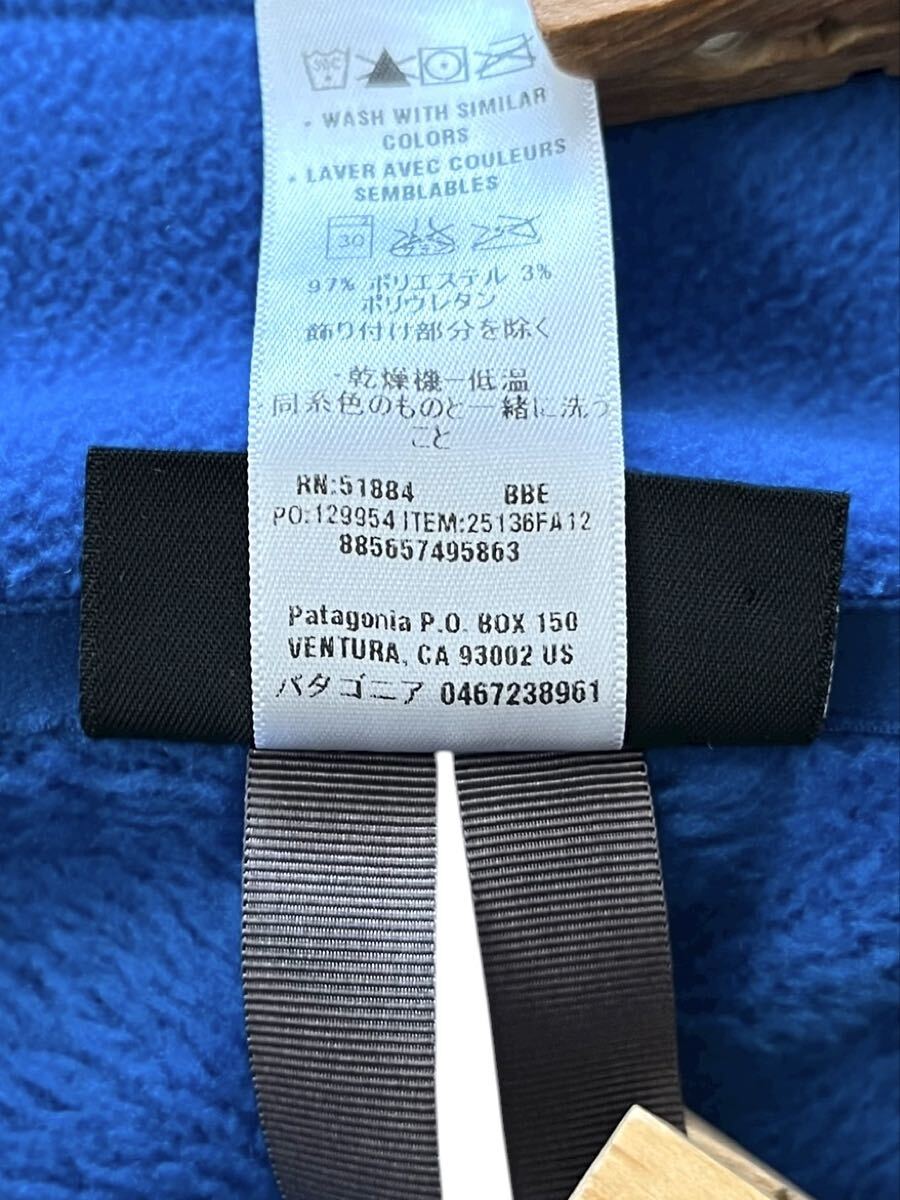 30C
• WASH WITH SIMILAR
COLORS
• LAVER AVEC COULEURS
SEMBLABLES
30
97% ポリエステル 3%
ポリウレタン
飾り付け部分を除く
乾燥機ー低温
同系色のものと一緒に洗う
こと
RN:51884 BBE
PO:129954 ITEM:25136FA12
885657495863
Patagonia P.O. BOX 150
VENTURA, CA 93002 US
パタゴニア 0467238961